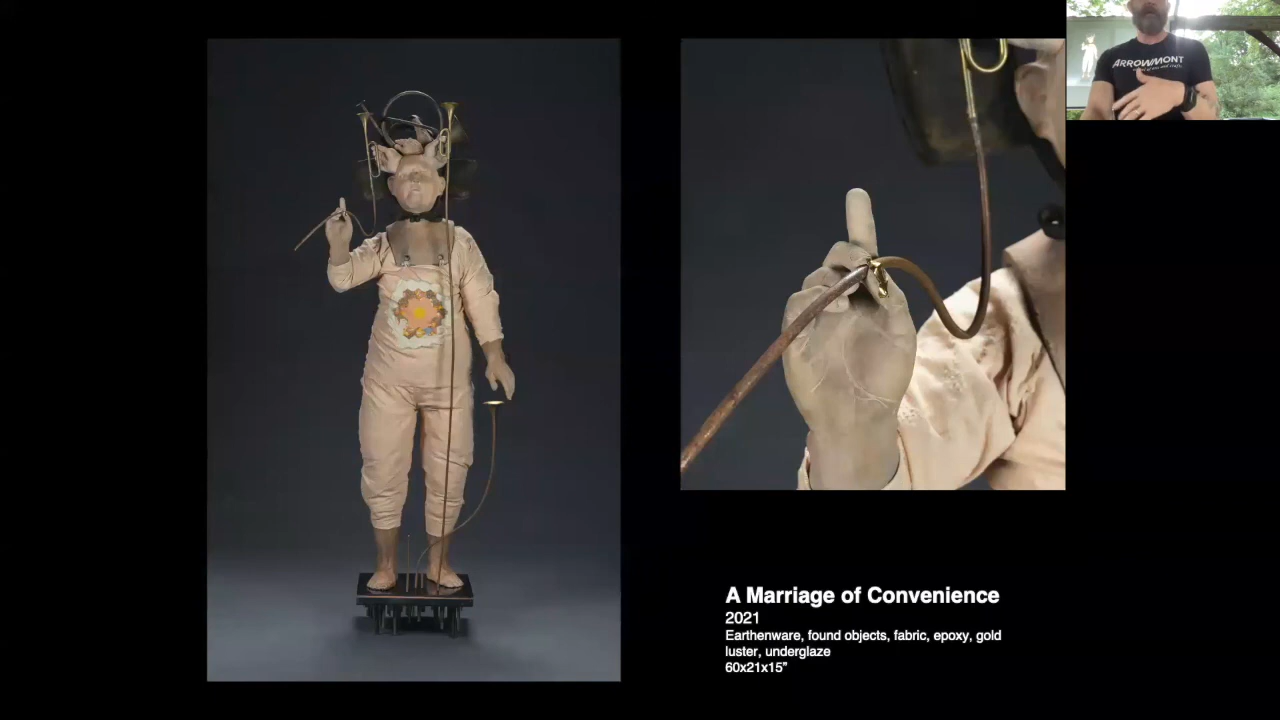 ARROWMONT
A Marriage of Convenience
2021
Earthenware, found objects, fabric, epoxy, gold
luster, underglaze
60x21x15”